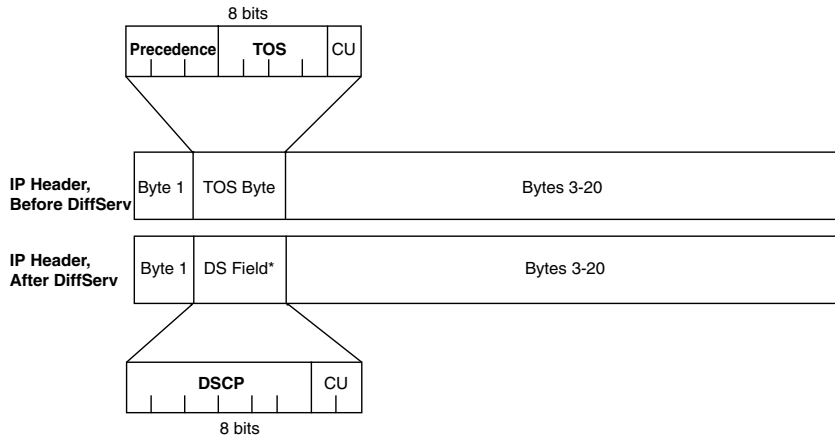 8 bits
Precedence TOS CU
IP Header,
Before DiffServ
Byte 1 TOS Byte Bytes 3-20
IP Header,
After DiffServ
Byte 1 DS Field* Bytes 3-20
DSCP CU
8 bits